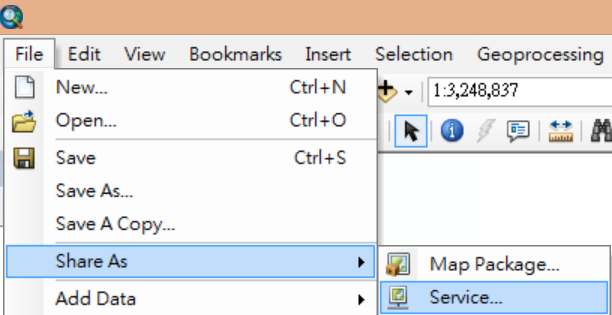 File Edit View Bookmarks Insert Selection Geoprocessing
New... Ctrl+N
1:3,248,837
Open... Ctrl+O
Save Ctrl+S
Save As...
Save A Copy...
Share As
Map Package...
Add Data
Service...